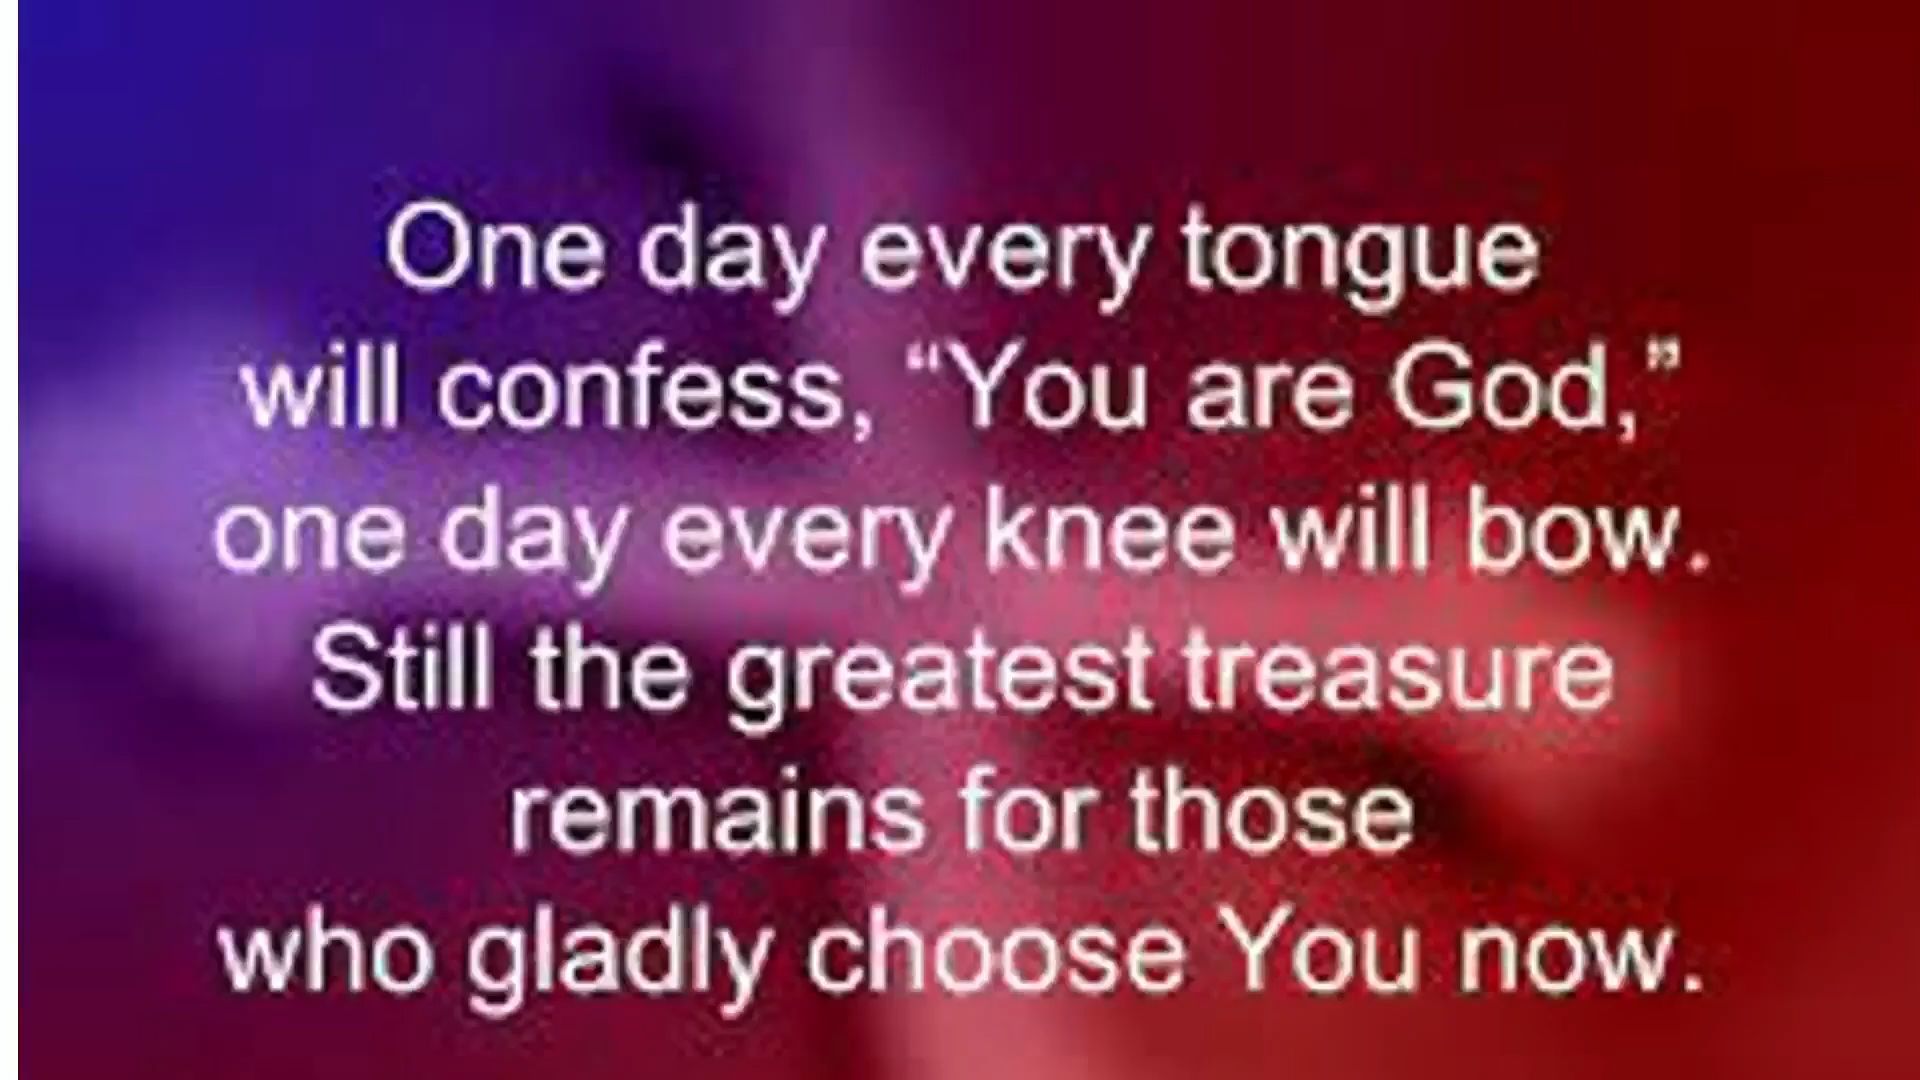 One day every tongue
will confess, “You are God,”
one day every knee will bow.
Still the greatest treasure
remains for those
who gladly choose You now.